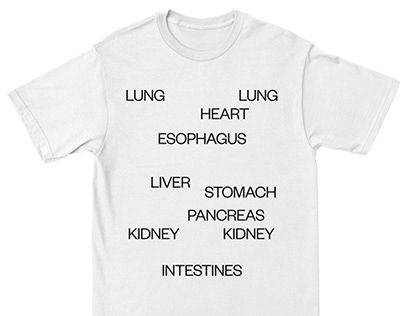 LUNG LUNG
HEART
ESOPHAGUS
LIVER
STOMACH
PANCREAS
KIDNEY KIDNEY
INTESTINES